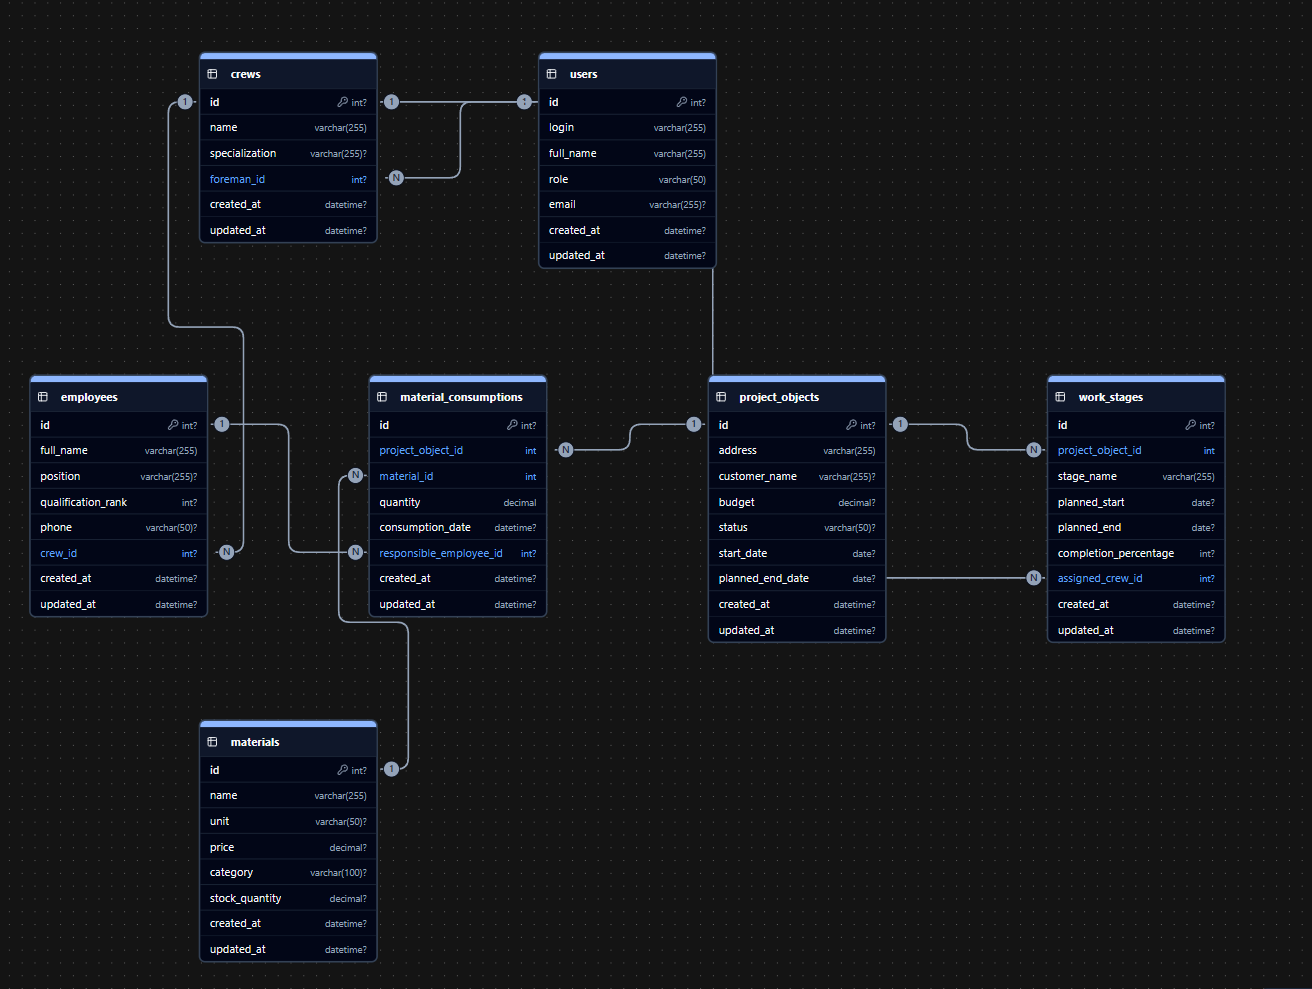 crews
id int?
name varchar(255)
specialization varchar(255)?
foreman_id int?
created_at datetime?
updated_at datetime?
1
1
N
users
id int?
login varchar(255)
full_name varchar(255)
role varchar(50)
email varchar(255)?
created_at datetime?
updated_at datetime?
employees
id int?
full_name varchar(255)
position varchar(255)?
qualification_rank int?
phone varchar(50)?
crew_id int?
created_at datetime?
updated_at datetime?
1
N
material_consumptions
id int?
project_object_id int
material_id int
quantity decimal
consumption_date datetime?
responsible_employee_id int?
created_at datetime?
updated_at datetime?
N
N
N
project_objects
id int?
address varchar(255)
customer_name varchar(255)?
budget decimal?
status varchar(50)?
start_date date?
planned_end_date date?
created_at datetime?
updated_at datetime?
1
1
work_stages
id int?
project_object_id int
stage_name varchar(255)
planned_start date?
planned_end date?
completion_percentage int?
assigned_crew_id int?
created_at datetime?
updated_at datetime?
N
N
materials
id int?
name varchar(255)
unit varchar(50)?
price decimal?
category varchar(100)?
stock_quantity decimal?
created_at datetime?
updated_at datetime?
1